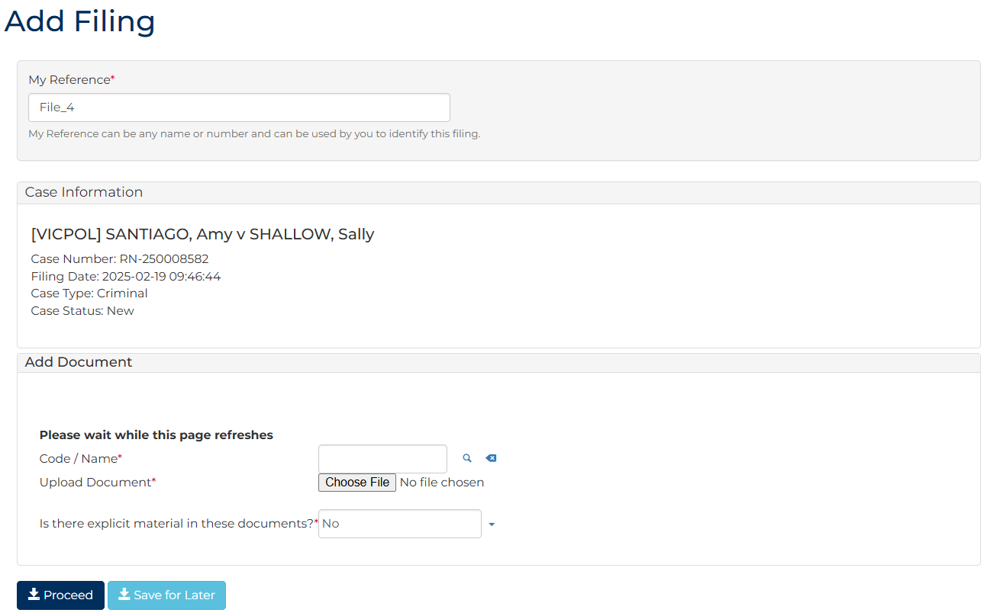 Add Filing
My Reference*
File_4
My Reference can be any name or number and can be used by you to identify this filing.
Case Information
[VICPOL] SANTIAGO, Amy v SHALLOW, Sally
Case Number: RN-250008582
Filing Date: 2025-02-19 09:46:44
Case Type: Criminal
Case Status: New
Add Document
Please wait while this page refreshes
Code / Name*
Upload Document* Choose File No file chosen
Is there explicit material in these documents?* No
Proceed Save for Later